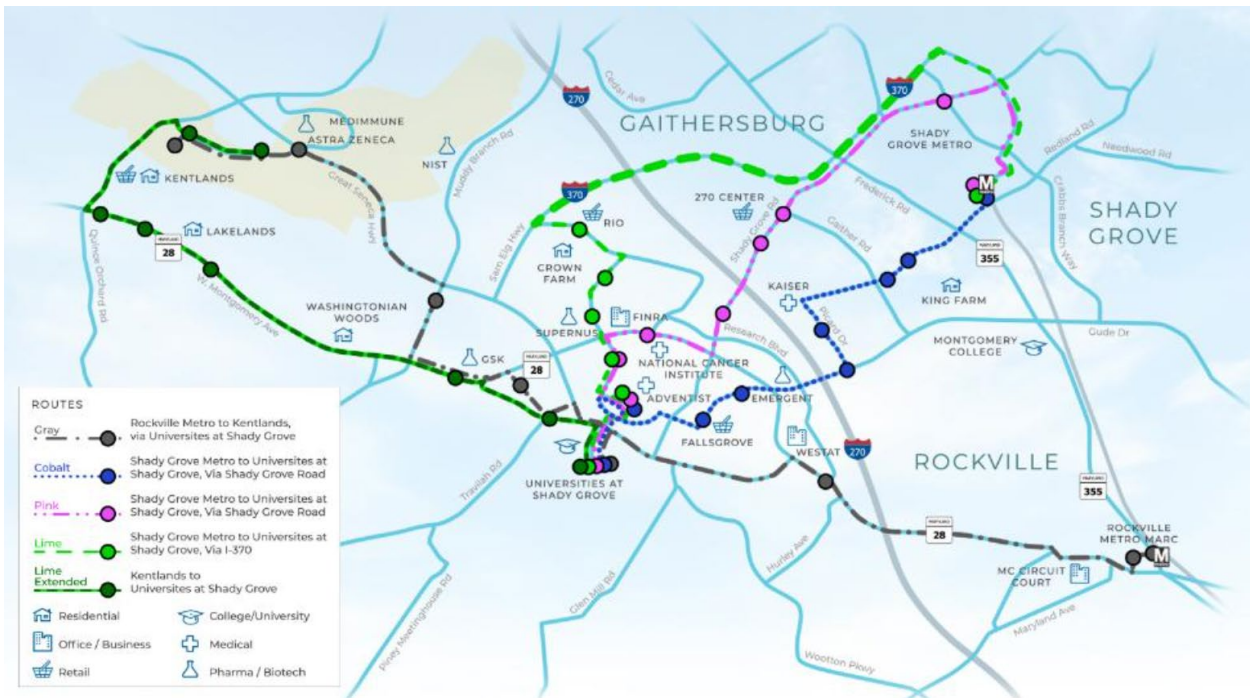 270
Cedar Ave
GAITHERSBURG
370
SHADY
GROVE METRO
Redland Rd
Needwood Rd
MEDIMMUNE
ASTRA ZENECA
NIST
Muddy Branch Rd
Great Seneca Hwy
KENTLANDS
370
RIO
270 CENTER
Shady Grove Rd
Frederick Rd
Gaither Rd
M
Crabbs Branch Way
SHADY
GROVE
LAKELANDS
MARYLAND
28
Quince Orchard Rd
W. Montgomery Ave
Sam Eig Hwy
CROWN
FARM
MARYLAND
355
KAISER
KING FARM
Picard Dr
Gude Dr
WASHINGTONIAN
WOODS
SUPERNUS
FINRA
Research Blvd
MONTGOMERY
COLLEGE
GSK
MARYLAND
28
NATIONAL CANCER
INSTITUTE
ADVENTIST
EMERGENT
FALLSGROVE
WESTAT
270
ROCKVILLE
UNIVERSITIES AT
SHADY GROVE
Travilah Rd
MARYLAND
355
MARYLAND
28
ROCKVILLE
METRO MARC
M
MC CIRCUIT
COURT
Hurley Ave
Glen Mill Rd
Piney Meetinghouse Rd
Maryland Ave
Wootton Pkwy
ROUTES
Gray
Rockville Metro to Kentlands,
via Universites at Shady Grove
Cobalt
Shady Grove Metro to Universites at
Shady Grove, Via Shady Grove Road
Pink
Shady Grove Metro to Universites at
Shady Grove, Via Shady Grove Road
Lime
Shady Grove Metro to Universites at
Shady Grove, Via I-370
Lime
Extended
Kentlands to
Universites at Shady Grove
Residential
College/University
Office / Business
Medical
Retail
Pharma / Biotech